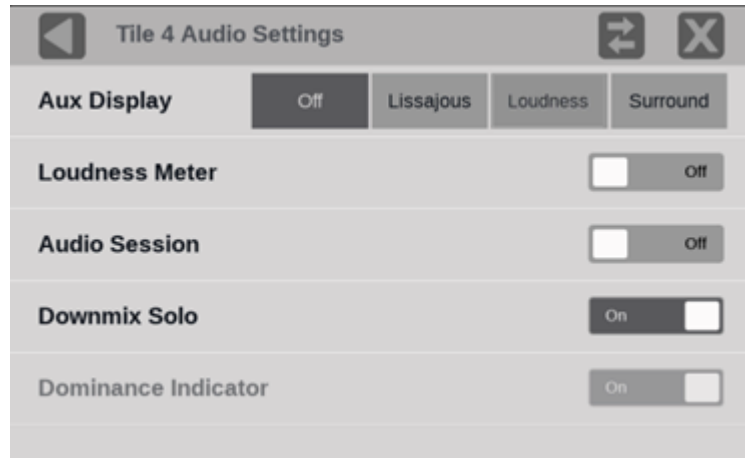 Tile 4 Audio Settings
Aux Display Off Lissajous Loudness Surround
Loudness Meter Off
Audio Session Off
Downmix Solo On
Dominance Indicator On